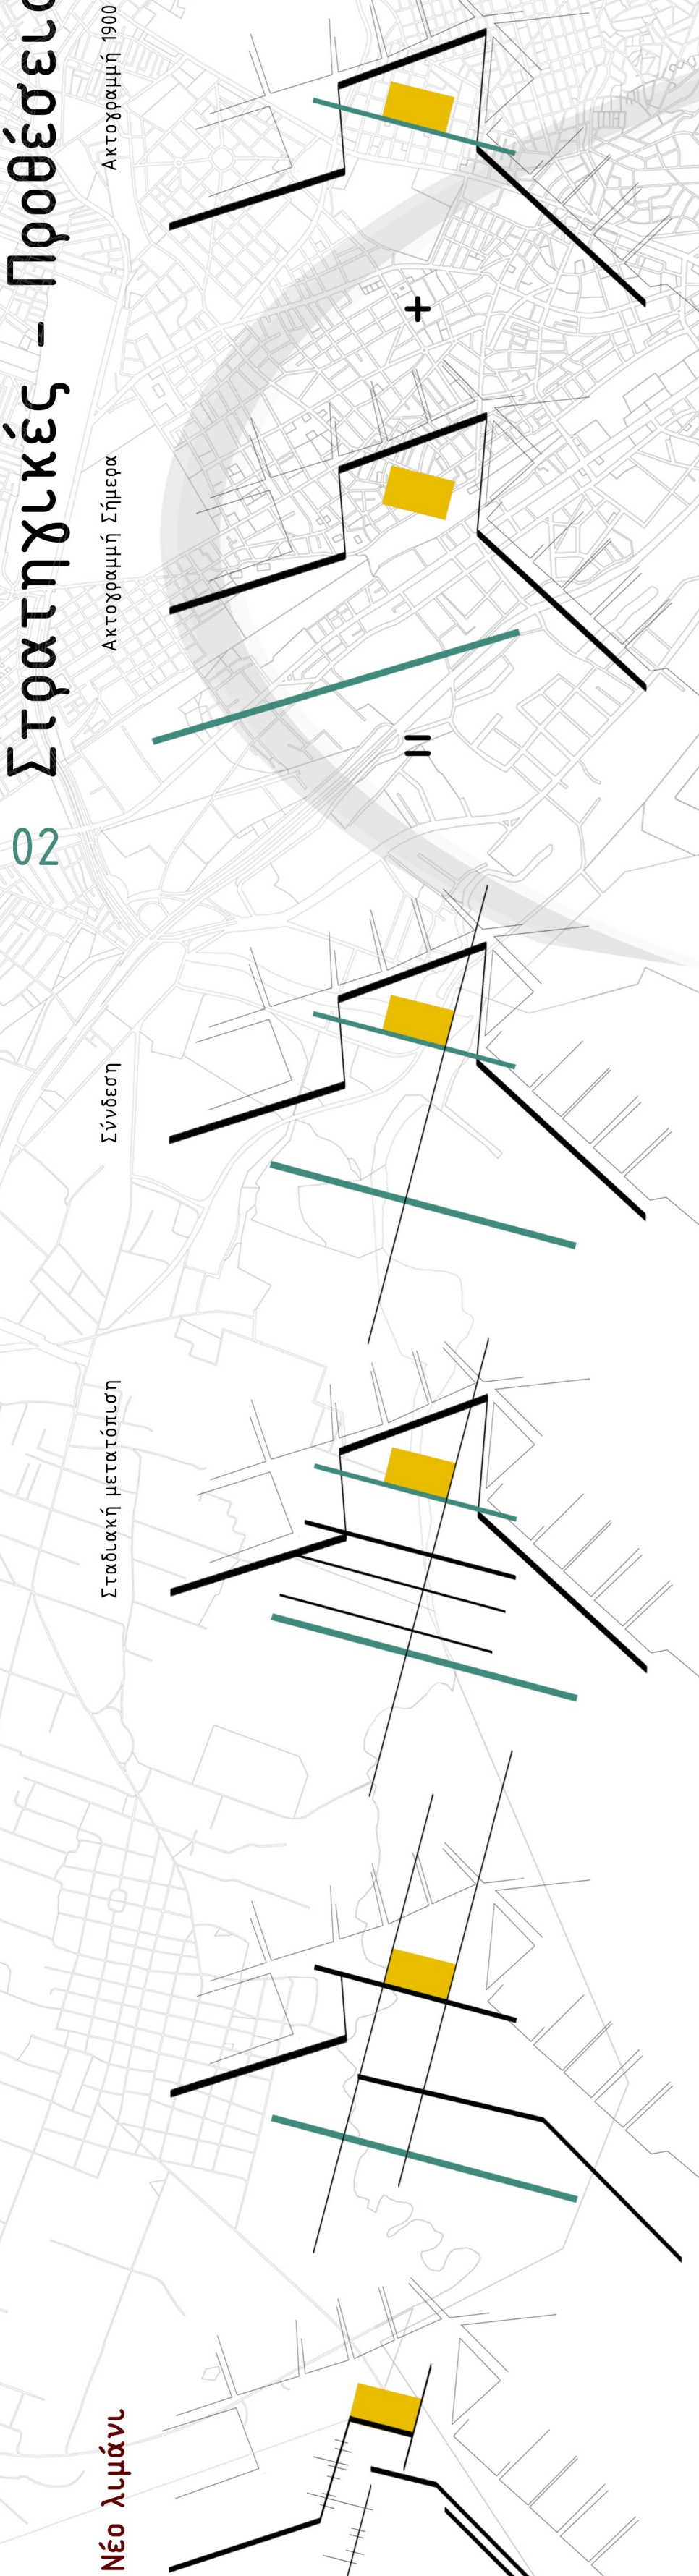 02
Στρατηγικές - Προθέσεις
Ακτογραμμή 1900
+
Ακτογραμμή Σήμερα
=
Σύνδεση
Σταδιακή μετατόπιση
Νέο λιμάνι